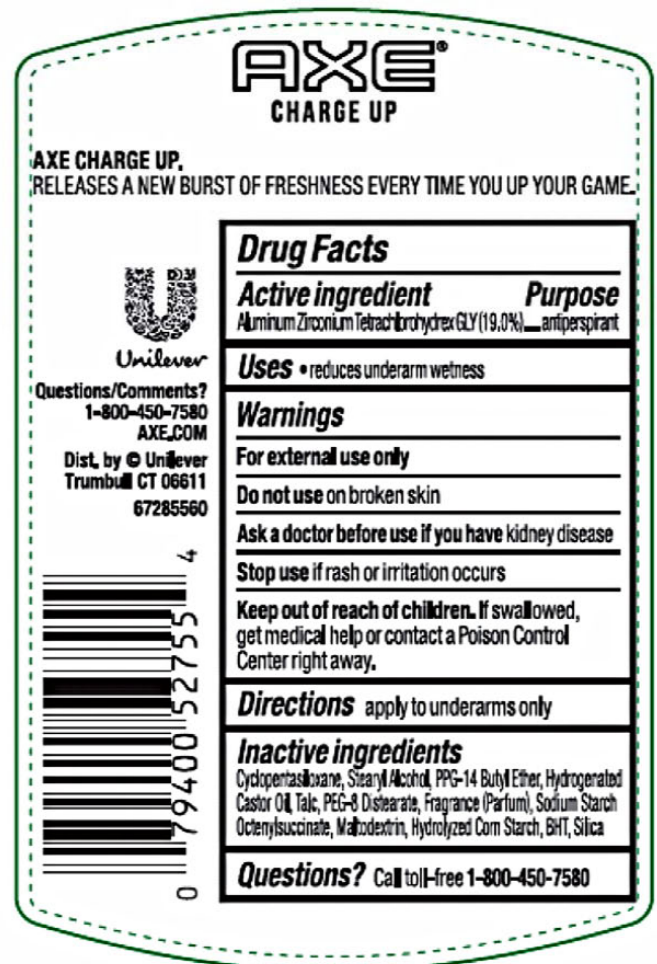 AXE®
CHARGE UP
AXE CHARGE UP.
RELEASES A NEW BURST OF FRESHNESS EVERY TIME YOU UP YOUR GAME.
Unilever
Questions/Comments?
1-800-450-7580
AXE.COM
Dist. by © Unilever
Trumbull CT 06611
67285560
0 79400 52755 4
Drug Facts
Active ingredient Purpose
Aluminum Zirconium Tetrachlorohydrex GLY (19.0%) antiperspirant
Uses • reduces underarm wetness
Warnings
For external use only
Do not use on broken skin
Ask a doctor before use if you have kidney disease
Stop use if rash or irritation occurs
Keep out of reach of children. If swallowed,
get medical help or contact a Poison Control
Center right away.
Directions apply to underarms only
Inactive ingredients
Cyclopentasiloxane, Stearyl Alcohol, PPG-14 Butyl Ether, Hydrogenated
Castor Oil, Talc, PEG-8 Distearate, Fragrance (Parfum), Sodium Starch
Octenylsuccinate, Maltodextrin, Hydrolyzed Corn Starch, BHT, Silica
Questions? Call toll-free 1-800-450-7580